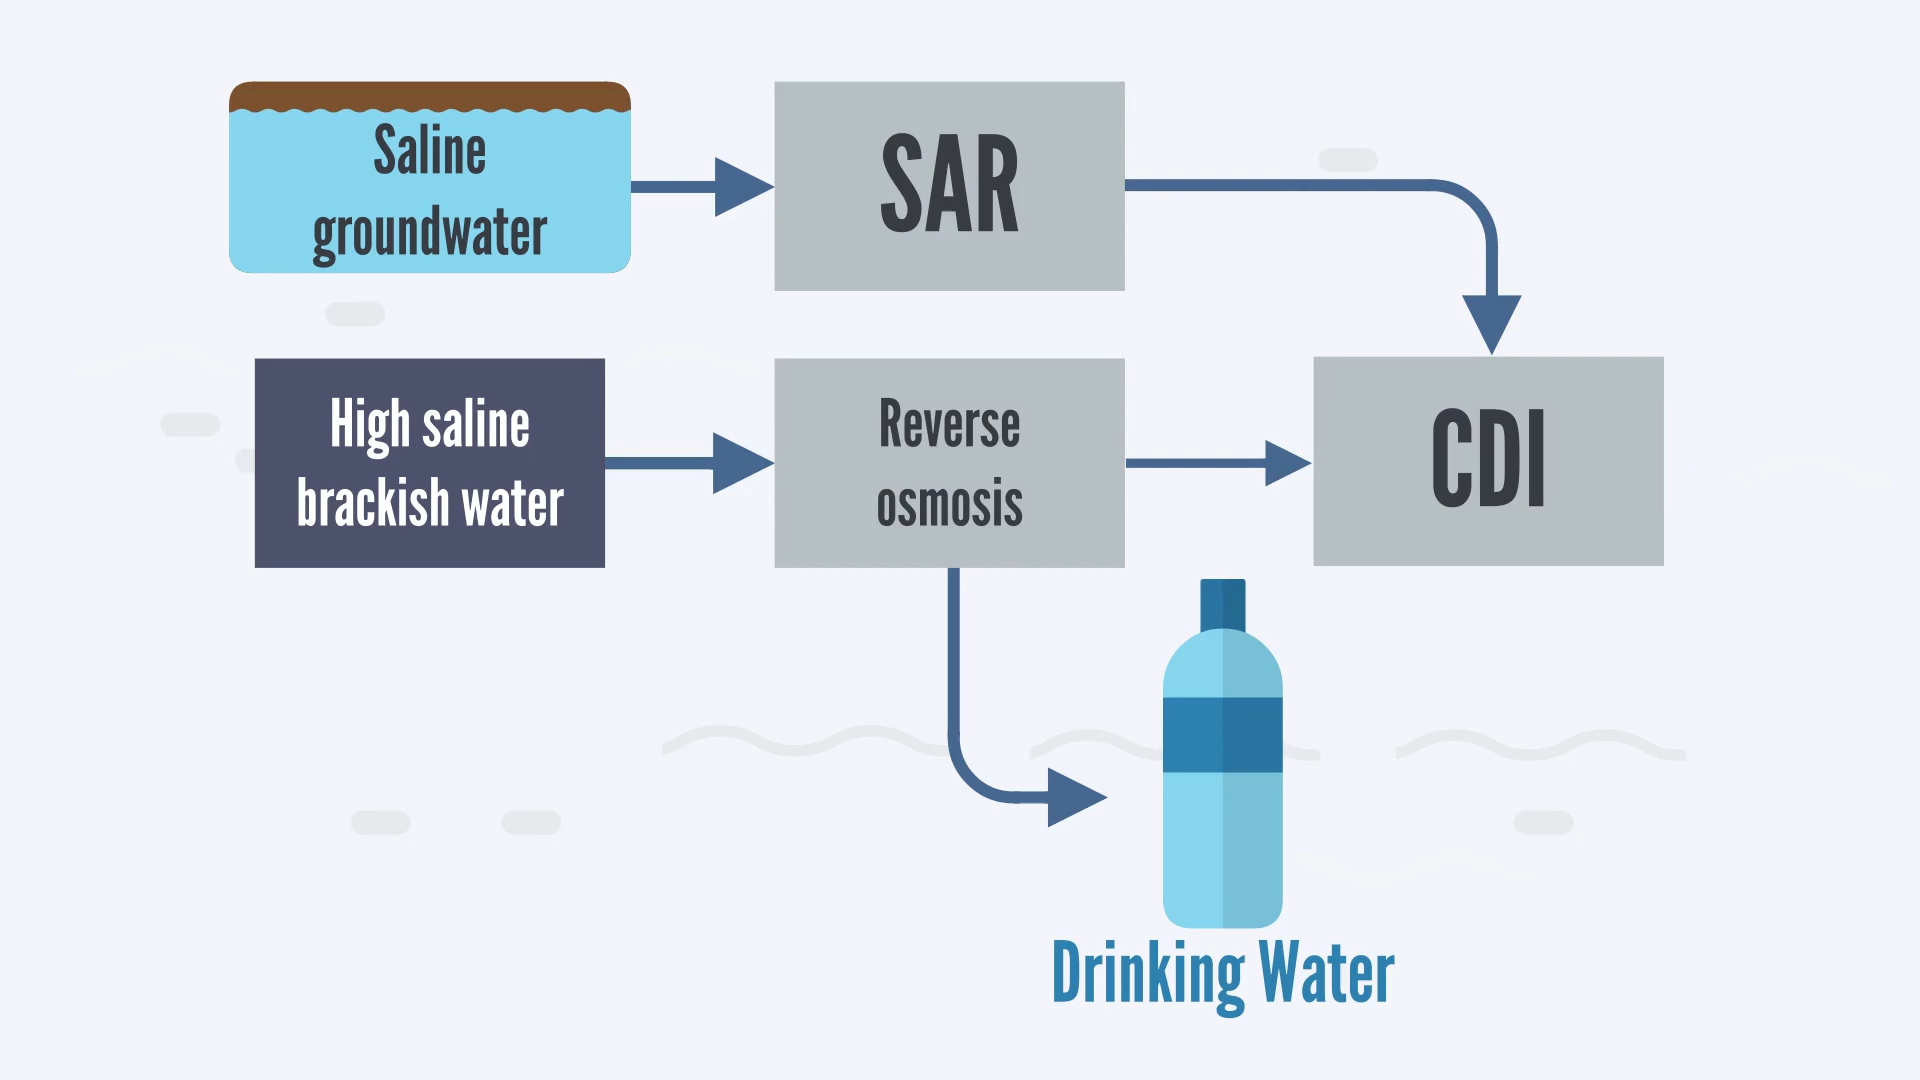 Saline
groundwater
SAR
High saline
brackish water
Reverse
osmosis
CDI
Drinking Water